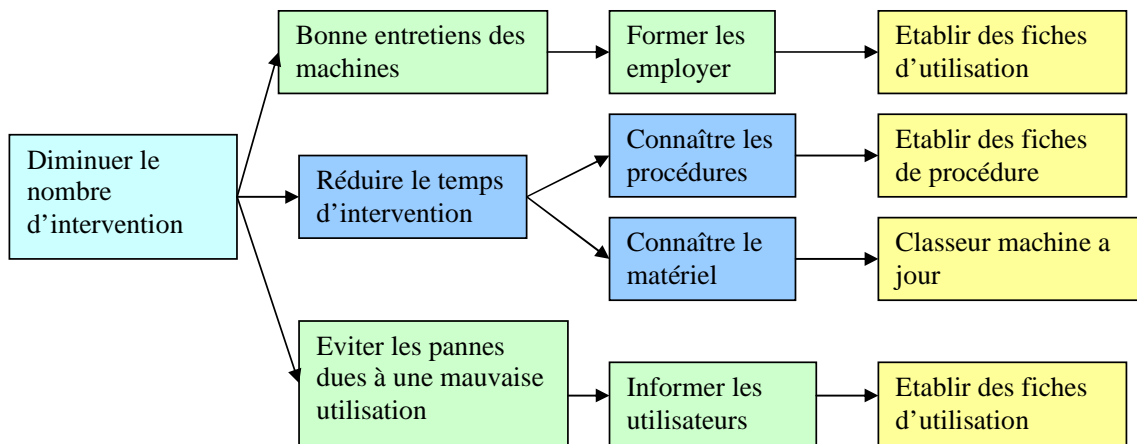 Bonne entretiens des
machines
Former les
employer
Etablir des fiches
d'utilisation
Diminuer le
nombre
d'intervention
Réduire le temps
d'intervention
Connaître les
procédures
Etablir des fiches
de procédure
Connaître le
matériel
Classeur machine a
jour
Eviter les pannes
dues à une mauvaise
utilisation
Informer les
utilisateurs
Etablir des fiches
d'utilisation